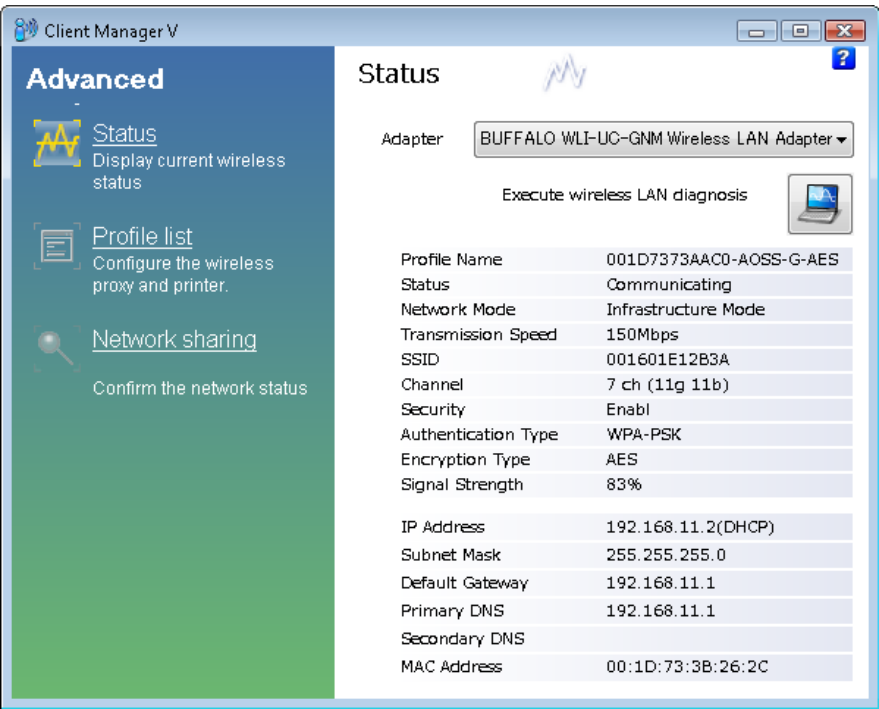 Client Manager V
Advanced
Status
Display current wireless
status
Profile list
Configure the wireless
proxy and printer.
Network sharing
Confirm the network status
Status
?
Adapter BUFFALO WLI-UC-GNM Wireless LAN Adapter
Execute wireless LAN diagnosis
Profile Name 001D7373AAC0-AOSS-G-AES
Status Communicating
Network Mode Infrastructure Mode
Transmission Speed 150Mbps
SSID 001601E12B3A
Channel 7 ch (11g 11b)
Security Enabl
Authentication Type WPA-PSK
Encryption Type AES
Signal Strength 83%
IP Address 192.168.11.2(DHCP)
Subnet Mask 255.255.255.0
Default Gateway 192.168.11.1
Primary DNS 192.168.11.1
Secondary DNS
MAC Address 00:1D:73:3B:26:2C